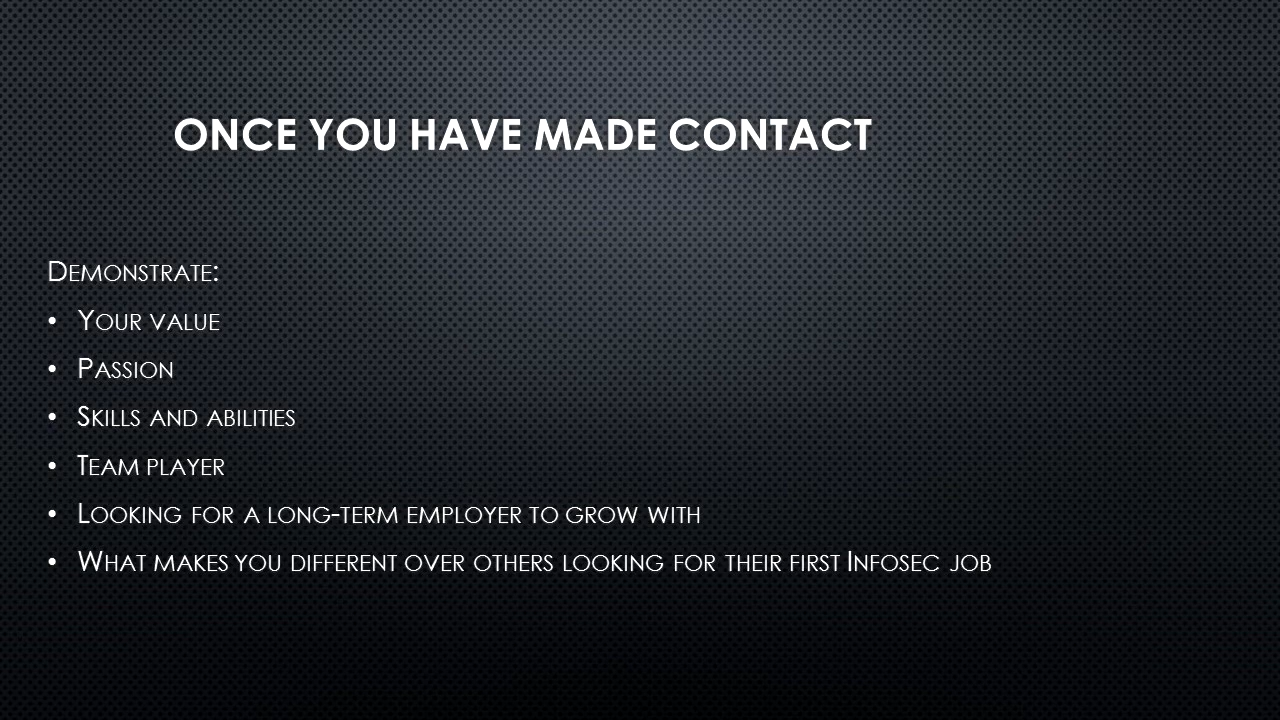 ONCE YOU HAVE MADE CONTACT
Demonstrate:
• Your value
• Passion
• Skills and abilities
• Team player
• Looking for a long-term employer to grow with
• What makes you different over others looking for their first Infosec job